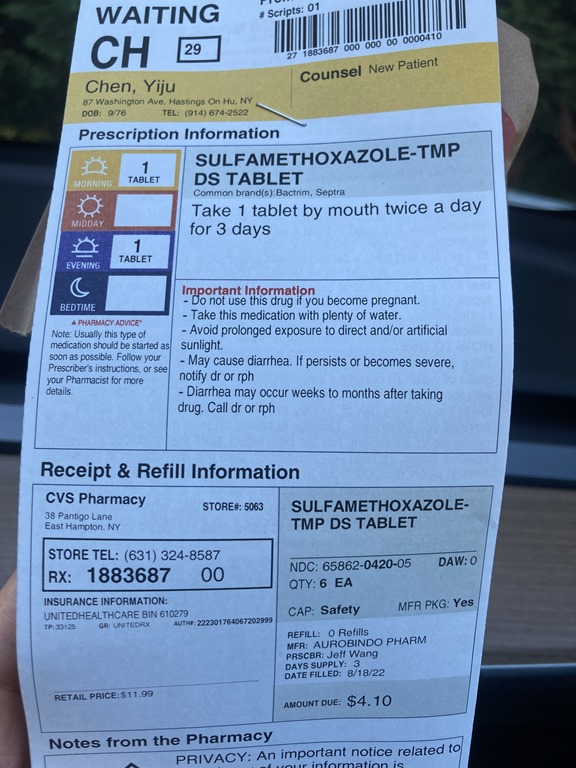 WAITING
CH 29
# Scripts: 01
27 1883687 000 000 00 0000410
Chen, Yiju
87 Washington Ave, Hastings On Hu, NY
DOB: 9/76 TEL: (914) 674-2522
Counsel New Patient
Prescription Information
MORNING 1 TABLET
MIDDAY
EVENING 1 TABLET
BEDTIME
▲ PHARMACY ADVICE*
Note: Usually this type of
medication should be started as
soon as possible. Follow your
Prescriber's instructions, or see
your Pharmacist for more
details.
SULFAMETHOXAZOLE-TMP
DS TABLET
Common brand(s):Bactrim, Septra
Take 1 tablet by mouth twice a day
for 3 days
Important Information
- Do not use this drug if you become pregnant.
- Take this medication with plenty of water.
- Avoid prolonged exposure to direct and/or artificial
sunlight.
- May cause diarrhea. If persists or becomes severe,
notify dr or rph
- Diarrhea may occur weeks to months after taking
drug. Call dr or rph
Receipt & Refill Information
CVS Pharmacy STORE#: 5063
38 Pantigo Lane
East Hampton, NY
STORE TEL: (631) 324-8587
RX: 1883687 00
INSURANCE INFORMATION:
UNITEDHEALTHCARE BIN 610279
TP:33125 GR: UNITEDRX AUTH#: 222301764067202999
RETAIL PRICE:$11.99
SULFAMETHOXAZOLE-
TMP DS TABLET
NDC: 65862-0420-05 DAW: 0
QTY: 6 EA
CAP: Safety MFR PKG: Yes
REFILL: 0 Refills
MFR: AUROBINDO PHARM
PRSCBR: Jeff Wang
DAYS SUPPLY: 3
DATE FILLED: 8/18/22
AMOUNT DUE: $4.10
Notes from the Pharmacy
PRIVACY: An important notice related to
of your information is